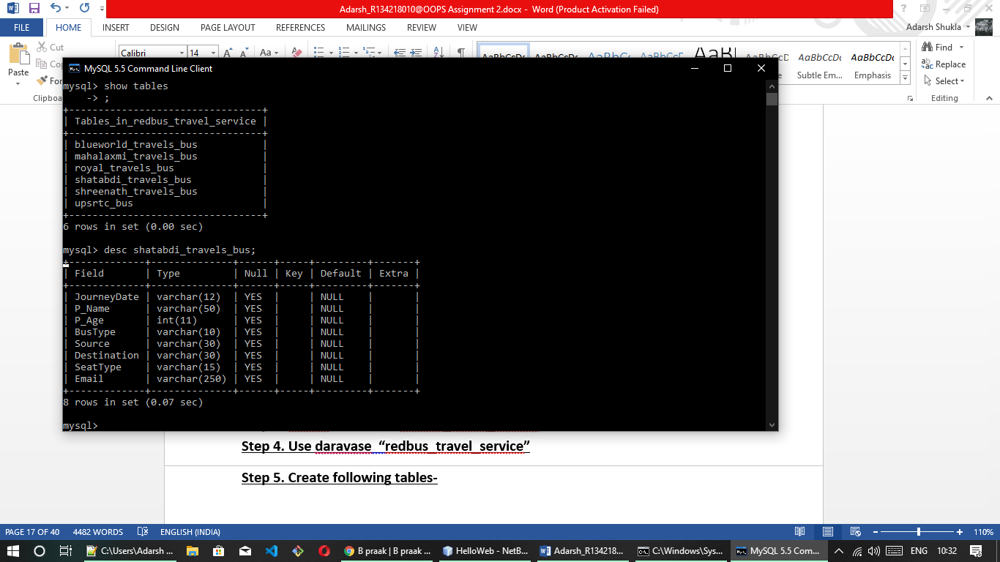 Adarsh_R134218010@OOPS Assignment 2.docx - Word (Product Activation Failed)
FILE HOME INSERT DESIGN PAGE LAYOUT REFERENCES MAILINGS REVIEW VIEW Adarsh Shukla
Paste Cut Calibri 14 Aa Find
Replace
Subtle Em... Emphasis Select
Editing
MySQL 5.5 Command Line Client
mysql> show tables
    -> ;
+---------------------------------+
| Tables_in_redbus_travel_service |
+---------------------------------+
| blueworld_travels_bus           |
| mahalaxmi_travels_bus           |
| royal_travels_bus               |
| shatabdi_travels_bus            |
| shreenath_travels_bus           |
| upsrtc_bus                      |
+---------------------------------+
6 rows in set (0.00 sec)
mysql> desc shatabdi_travels_bus;
+-------------+--------------+------+-----+---------+-------+
| Field       | Type         | Null | Key | Default | Extra |
+-------------+--------------+------+-----+---------+-------+
| JourneyDate | varchar(12)  | YES  |     | NULL    |       |
| P_Name      | varchar(50)  | YES  |     | NULL    |       |
| P_Age       | int(11)      | YES  |     | NULL    |       |
| BusType     | varchar(10)  | YES  |     | NULL    |       |
| Source      | varchar(30)  | YES  |     | NULL    |       |
| Destination | varchar(30)  | YES  |     | NULL    |       |
| SeatType    | varchar(15)  | YES  |     | NULL    |       |
| Email       | varchar(250) | YES  |     | NULL    |       |
+-------------+--------------+------+-----+---------+-------+
8 rows in set (0.07 sec)
mysql>
Step 4. Use daravase “redbus_travel_service”
Step 5. Create following tables-
PAGE 17 OF 40 4482 WORDS ENGLISH (INDIA) 110%
C:\Users\Adarsh ... B praak | B praak ... HelloWeb - NetB... Adarsh_R134218... C:\Windows\Sys... MySQL 5.5 Com... ENG 10:32